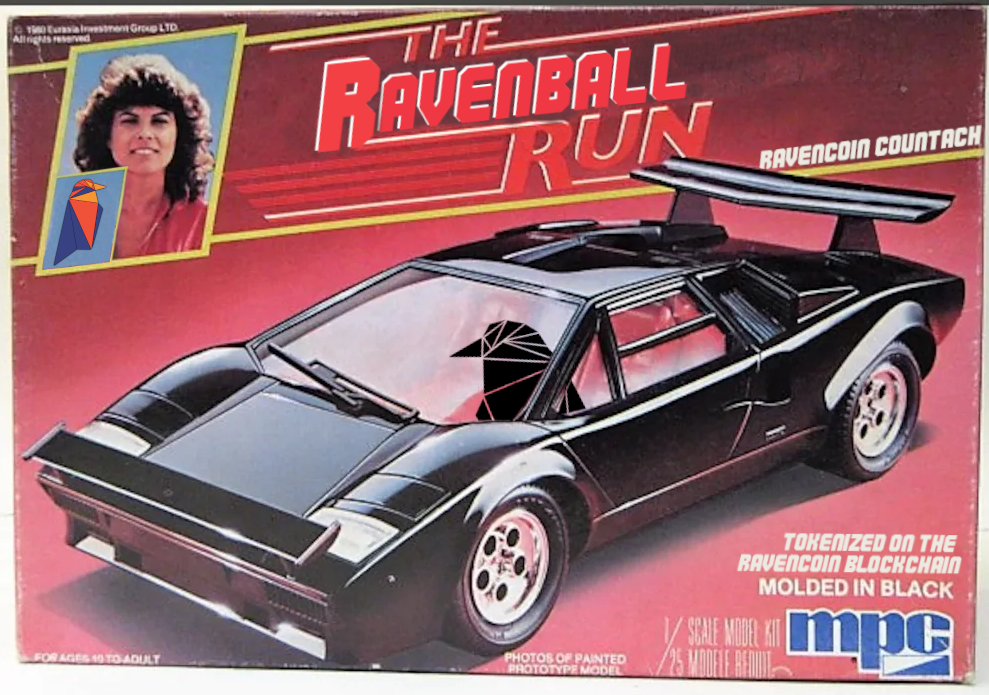 © 1980 Eurasia Investment Group LTD.
All rights reserved.
THE
RAVENBALL
RUN
RAVENCOIN COUNTACH
TOKENIZED ON THE
RAVENCOIN BLOCKCHAIN
MOLDED IN BLACK
FOR AGES 10 TO ADULT
PHOTOS OF PAINTED
PROTOTYPE MODEL
1/25 SCALE MODEL KIT
MODELE REDUIT
mpc